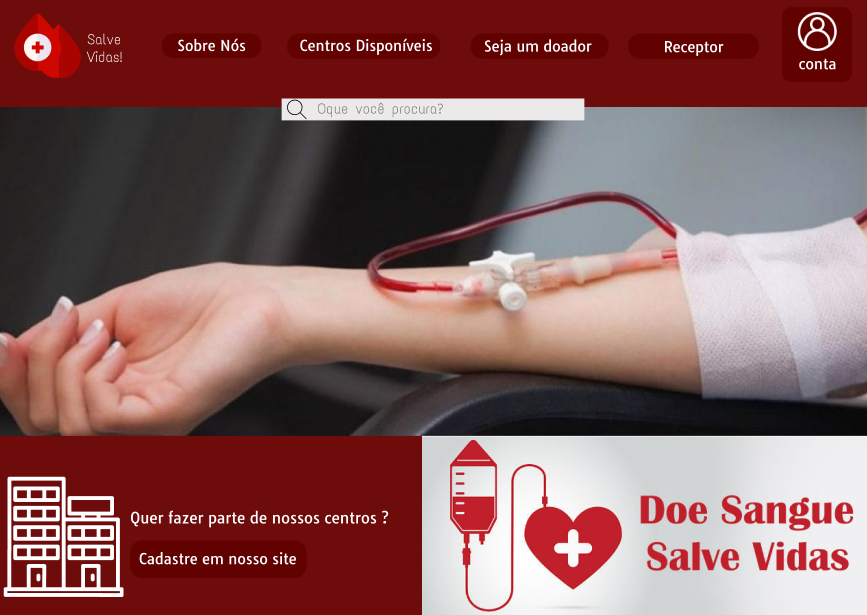 Salve
Vidas!
Sobre Nós
Centros Disponíveis
Seja um doador
Receptor
conta
Oque você procura?
Quer fazer parte de nossos centros ?
Cadastre em nosso site
Doe Sangue
Salve Vidas